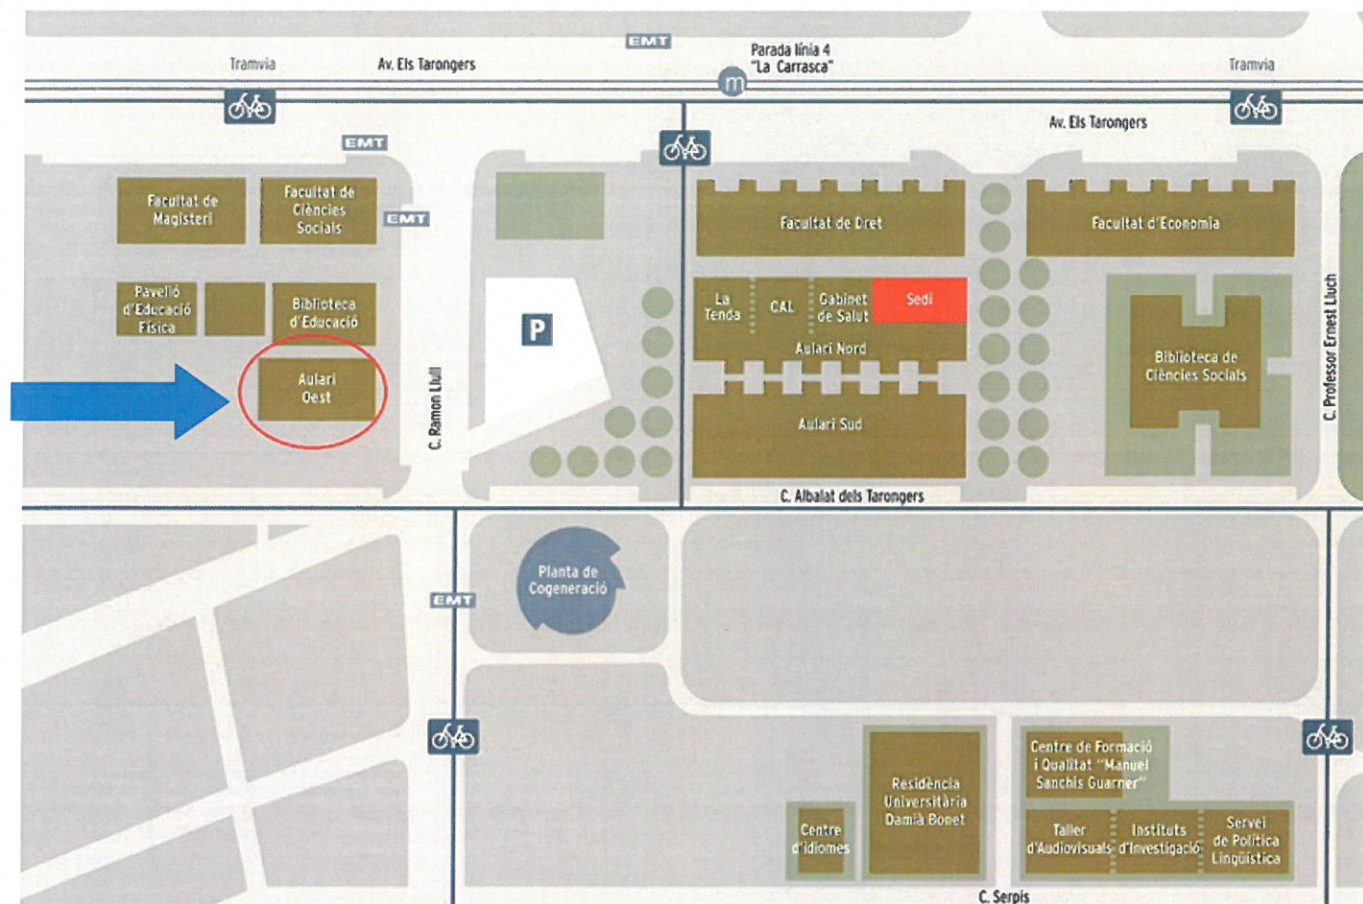 EMT
Parada línia 4
"La Carrasca"
Tramvia
Av. Els Tarongers
m
Tramvia
Av. Els Tarongers
EMT
Facultat de
Magisteri
Facultat de
Ciències
Socials
EMT
Facultat de Dret
Facultat d'Economia
Pavelló
d'Educació
Física
Biblioteca
d'Educació
P
La
Tenda
CAL
Gabinet
de Salut
Sedi
Aulari Nord
Biblioteca de
Ciències Socials
Aulari
Oest
C. Ramon Llull
Aulari Sud
C. Professor Ernest Lluch
C. Albalat dels Tarongers
Planta de
Cogeneració
EMT
Residència
Universitària
Damià Bonet
Centre de Formació
i Qualitat "Manuel
Sanchis Guarner"
Centre
d'idiomes
Taller
d'Audiovisuals
Instituts
d'Investigació
Servei
de Política
Lingüística
C. Serpis